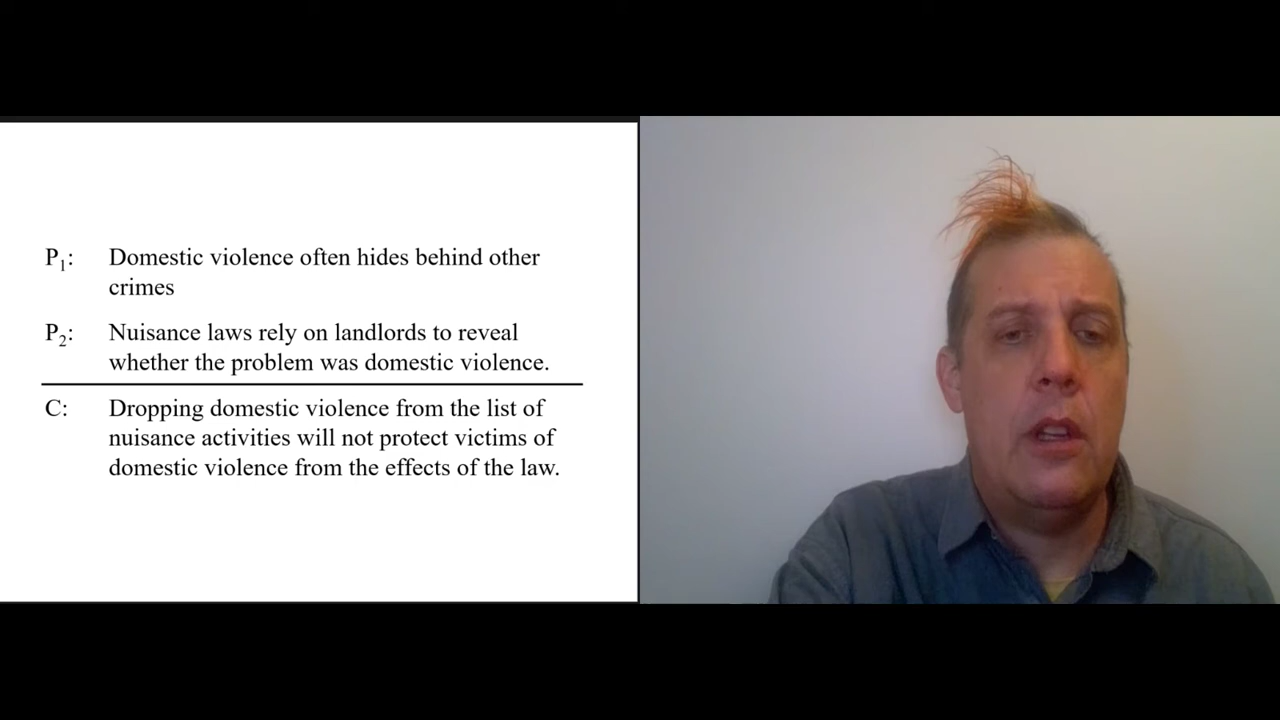 P₁: Domestic violence often hides behind other
crimes
P₂: Nuisance laws rely on landlords to reveal
whether the problem was domestic violence.
C: Dropping domestic violence from the list of
nuisance activities will not protect victims of
domestic violence from the effects of the law.